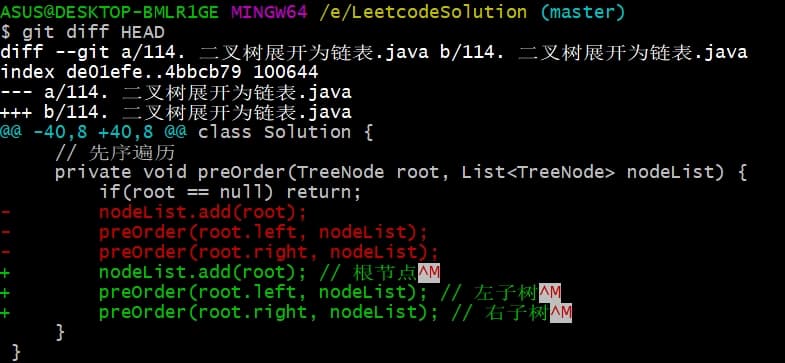 ASUS@DESKTOP-BMLR1GE MINGW64 /e/LeetcodeSolution (master)
$ git diff HEAD
diff --git a/114. 二叉树展开为链表.java b/114. 二叉树展开为链表.java
index de01efe..4bbcb79 100644
--- a/114. 二叉树展开为链表.java
+++ b/114. 二叉树展开为链表.java
@@ -40,8 +40,8 @@ class Solution {
     // 先序遍历
     private void preOrder(TreeNode root, List<TreeNode> nodeList) {
         if(root == null) return;
-        nodeList.add(root);
-        preOrder(root.left, nodeList);
-        preOrder(root.right, nodeList);
+        nodeList.add(root); // 根节点^M
+        preOrder(root.left, nodeList); // 左子树^M
+        preOrder(root.right, nodeList); // 右子树^M
     }
 }